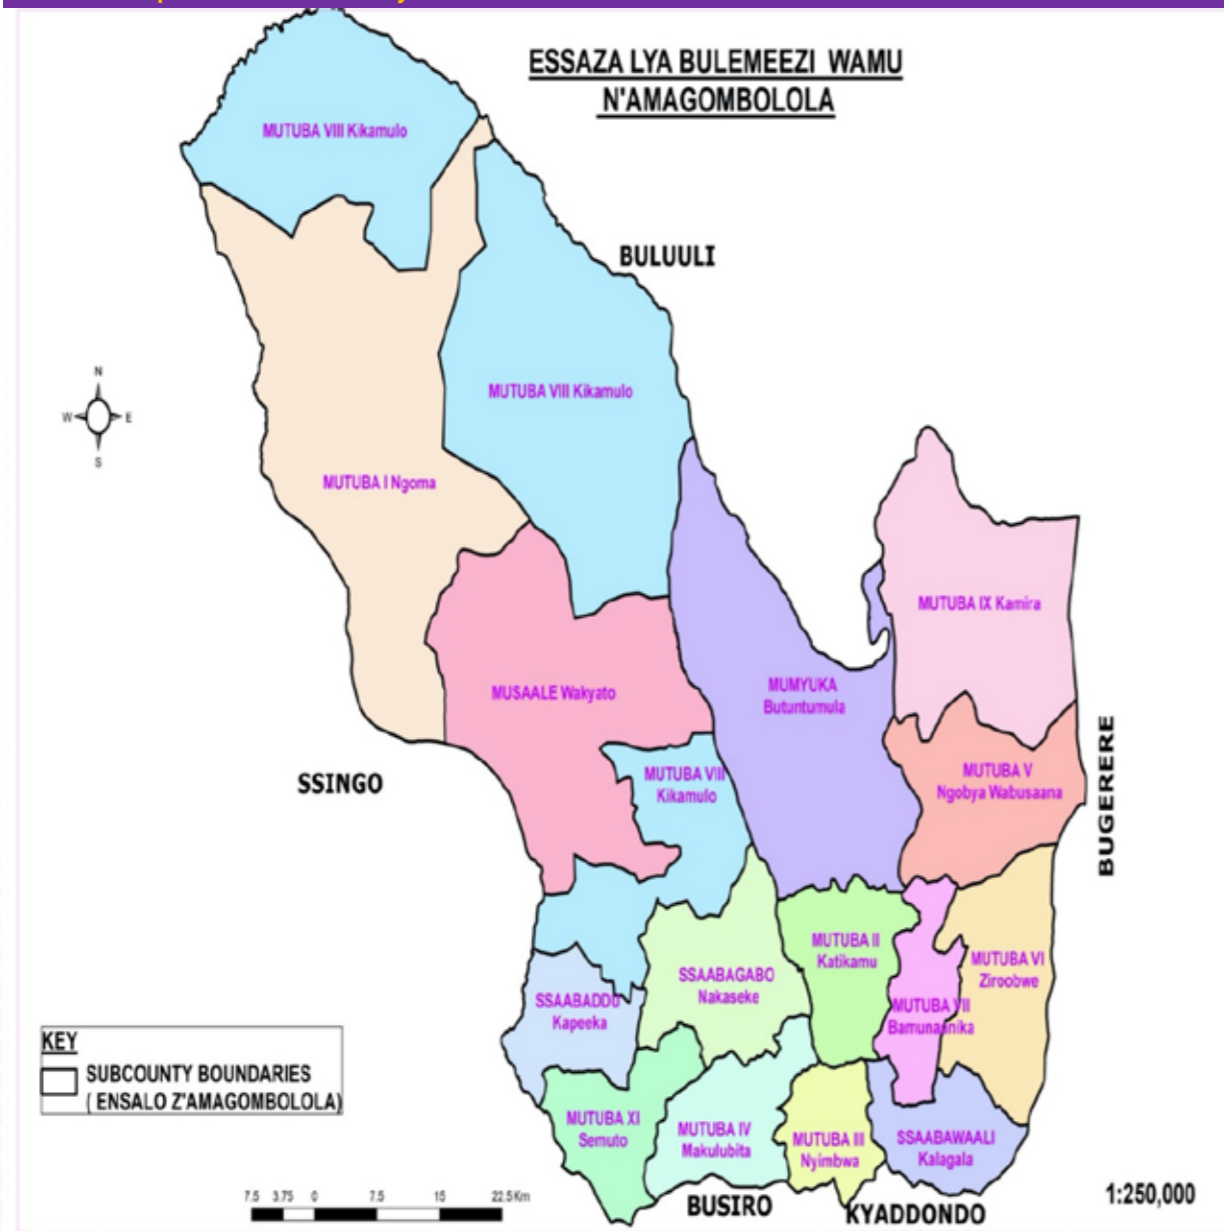 ESSAZA LYA BULEMEEZI WAMU
N'AMAGOMBOLOLA
MUTUBA VIII Kikamulo
BULUULI
N
W E
S
MUTUBA VIII Kikamulo
MUTUBA I Ngoma
MUTUBA IX Kamira
MUSAALE Wakyato
MUMYUKA
Butuntumula
BUGERERE
SSINGO
MUTUBA VIII
Kikamulo
MUTUBA V
Ngobya Wabusaana
MUTUBA II
Katikamu
MUTUBA VI
Ziroobwe
SSAABAGABO
Nakaseke
SSAABADDU
Kapeeka
MUTUBA VII
Bamunaanika
KEY
SUBCOUNTY BOUNDARIES
( ENSALO Z'AMAGOMBOLOLA)
MUTUBA XI
Semuto
MUTUBA IV
Makulubita
MUTUBA III
Nyimbwa
SSAABAWAALI
Kalagala
7.5 3.75 0 7.5 15 22.5 Km
BUSIRO
KYADDONDO
1:250,000